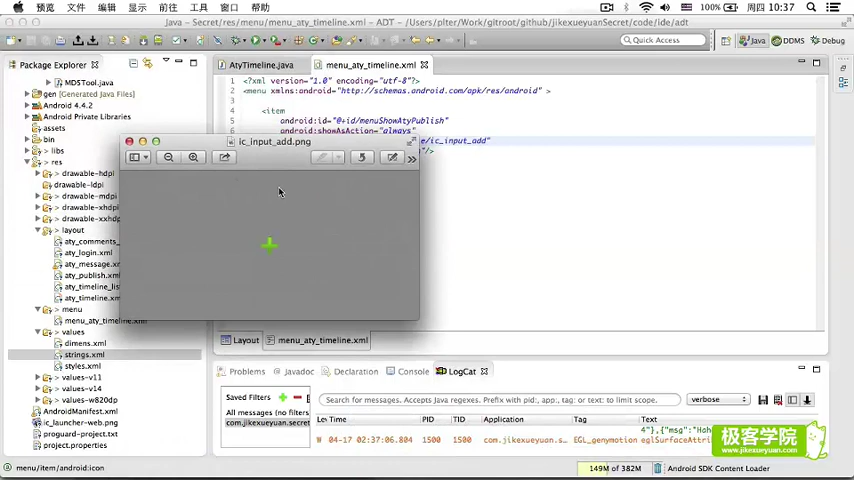 预览 文件 编辑 显示 前往 工具 窗口 帮助
100%
周四 10:37
Java – Secret/res/menu/menu_aty_timeline.xml – ADT – /Users/plter/Work/gitroot/github/jikexueyuanSecret/code/ide/adt
Quick Access
Java
DDMS
Debug
Package Explorer
MD5Tool.java
gen [Generated Java Files]
Android 4.4.2
Android Private Libraries
assets
bin
libs
res
drawable-hdpi
drawable-ldpi
drawable-mdpi
drawable-xhdpi
drawable-xxhdpi
layout
aty_comments_
aty_login.xml
aty_message.xml
aty_publish.xml
aty_timeline_list
aty_timeline.xml
menu
menu_aty_timeline.xml
values
dimens.xml
strings.xml
styles.xml
values-v11
values-v14
values-w820dp
AndroidManifest.xml
ic_launcher-web.png
proguard-project.txt
project.properties
AtyTimeline.java
menu_aty_timeline.xml
1 <?xml version="1.0" encoding="utf-8"?>
2 <menu xmlns:android="http://schemas.android.com/apk/res/android" >
3
4 <item
5 android:id="@+id/menuShowAtyPublish"
6 android:showAsAction="always"
e/ic_input_add"
"/>
ic_input_add.png
Layout
menu_aty_timeline.xml
Problems
Javadoc
Declaration
Console
LogCat
Saved Filters
All messages (no filters
com.jikexueyuan.secret
Search for messages. Accepts Java regexes. Prefix with pid:, app:, tag: or text: to limit scope.
verbose
Le Time PID TID Application Tag Text
4"},{"msg":"Haha
W 04-17 02:37:06.804 1500 1500 com.jikexueyuan.s... EGL_genymotion eglSurfaceAttri
极客学院
www.jikexueyuan.com
menu/item/android:icon
149M of 382M
Android SDK Content Loader